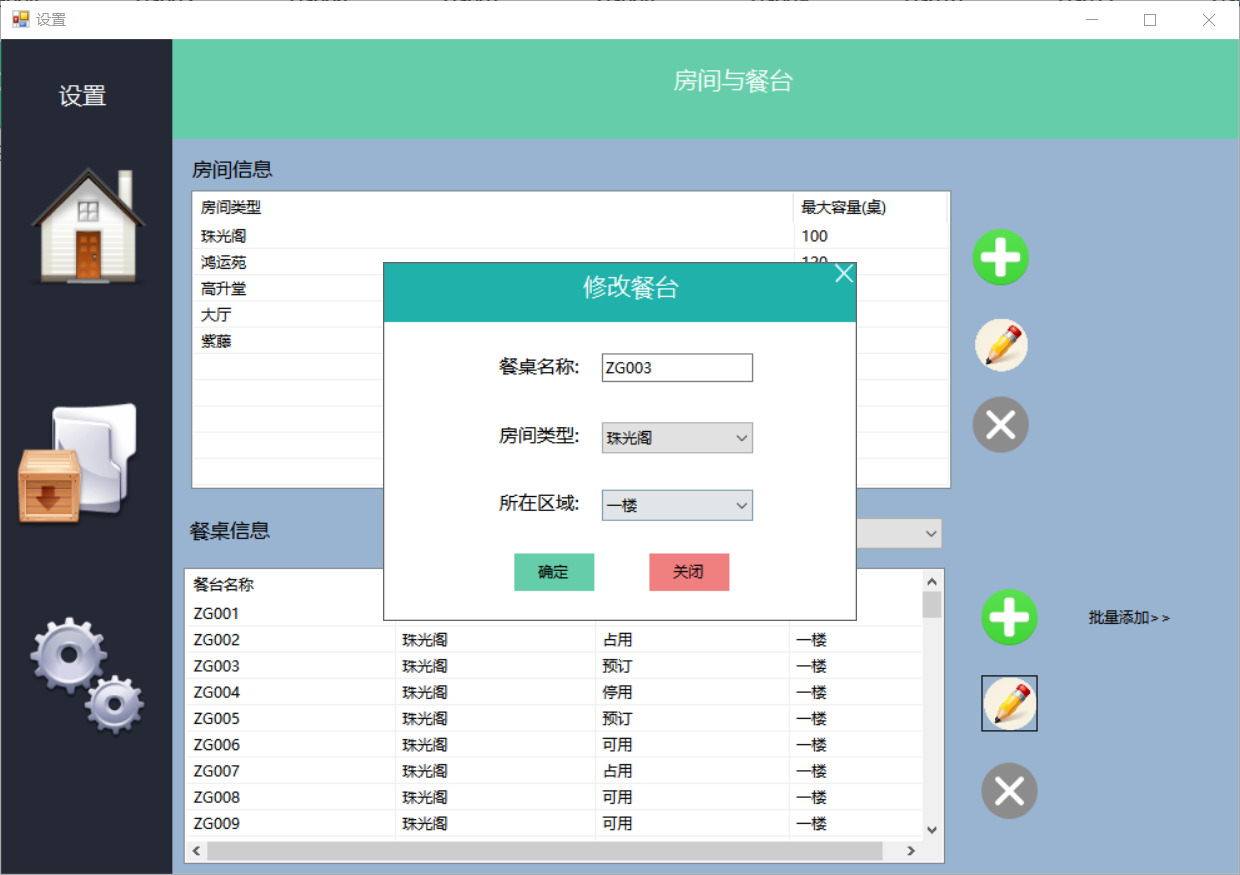 设置
设置
房间与餐台
房间信息
房间类型 最大容量(桌)
珠光阁 100
鸿运苑
高升堂
大厅
紫藤
修改餐台
餐桌名称: ZG003
房间类型: 珠光阁
所在区域: 一楼
确定 关闭
餐桌信息
餐台名称
ZG001
ZG002 珠光阁 占用 一楼
ZG003 珠光阁 预订 一楼
ZG004 珠光阁 停用 一楼
ZG005 珠光阁 预订 一楼
ZG006 珠光阁 可用 一楼
ZG007 珠光阁 占用 一楼
ZG008 珠光阁 可用 一楼
ZG009 珠光阁 可用 一楼
批量添加>>